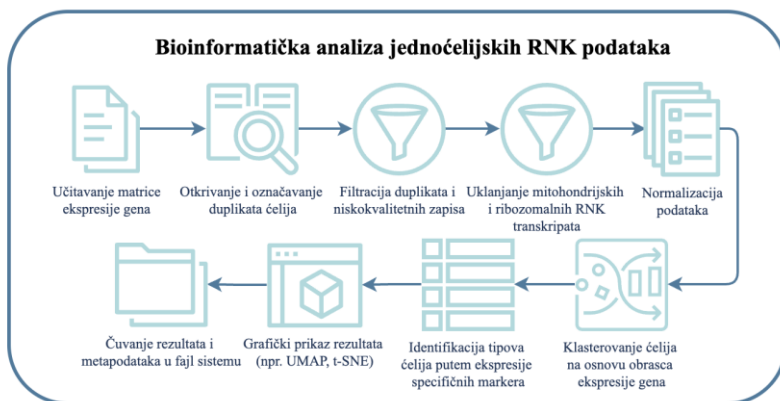 Bioinformatička analiza jednoćelijskih RNK podataka
Učitavanje matrice
ekspresije gena
Otkrivanje i označavanje
duplikata ćelija
Filtracija duplikata i
niskokvalitetnih zapisa
Uklanjanje mitohondrijskih
i ribozomalnih RNK
transkripata
Normalizacija
podataka
Klasterovanje ćelija
na osnovu obrasca
ekspresije gena
Identifikacija tipova
ćelija putem ekspresije
specifičnih markera
Grafički prikaz rezultata
(npr. UMAP, t-SNE)
Čuvanje rezultata i
metapodataka u fajl sistemu